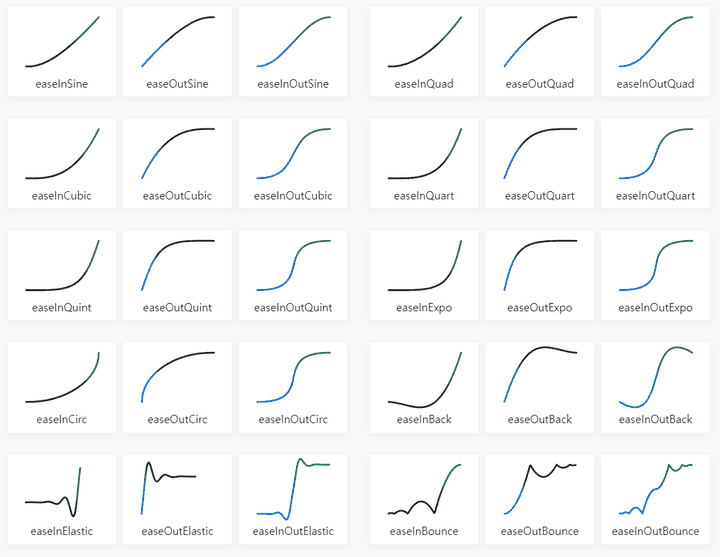 easeInSine
easeOutSine
easeInOutSine
easeInQuad
easeOutQuad
easeInOutQuad
easeInCubic
easeOutCubic
easeInOutCubic
easeInQuart
easeOutQuart
easeInOutQuart
easeInQuint
easeOutQuint
easeInOutQuint
easeInExpo
easeOutExpo
easeInOutExpo
easeInCirc
easeOutCirc
easeInOutCirc
easeInBack
easeOutBack
easeInOutBack
easeInElastic
easeOutElastic
easeInOutElastic
easeInBounce
easeOutBounce
easeInOutBounce